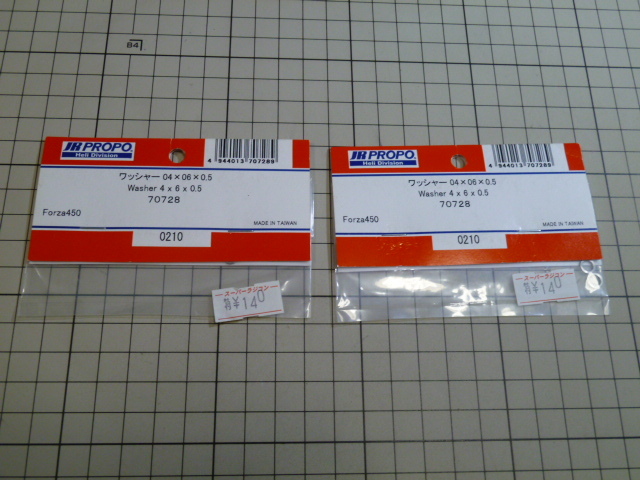 B4
JR PROPO
Heli Division
4 944013 707289
ワッシャー 04×06×0.5
Washer 4 x 6 x 0.5
70728
Forza450
MADE IN TAIWAN
0210
スーパーラジコン
¥140
JR PROPO
Heli Division
4 944013 707289
ワッシャー 04×06×0.5
Washer 4 x 6 x 0.5
70728
Forza450
MADE IN TAIWAN
0210
スーパーラジコン
¥140